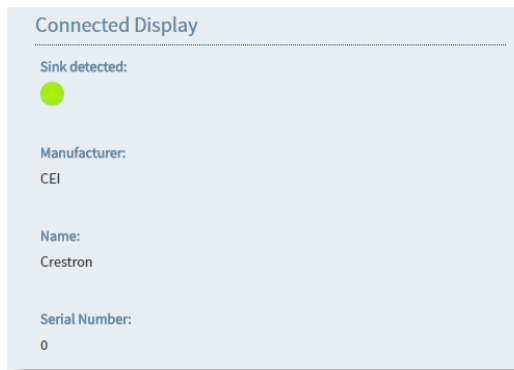 Connected Display
Sink detected:
Manufacturer:
CEI
Name:
Crestron
Serial Number:
0